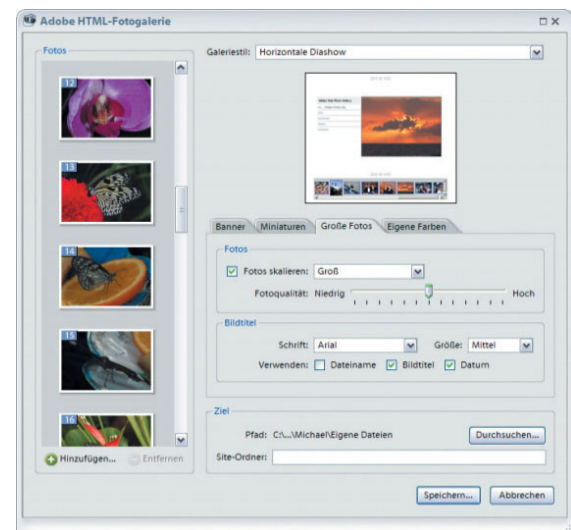 Adobe HTML-Fotogalerie
Fotos
12
13
14
15
16
Hinzufügen... Entfernen
Galeriestil: Horizontale Diashow
Banner Miniaturen Große Fotos Eigene Farben
Fotos
Fotos skalieren: Groß
Fotoqualität: Niedrig Hoch
Bildtitel
Schrift: Arial Größe: Mittel
Verwenden: Dateiname Bildtitel Datum
Ziel
Pfad: C:\...\Michael\Eigene Dateien Durchsuchen...
Site-Ordner:
Speichern... Abbrechen